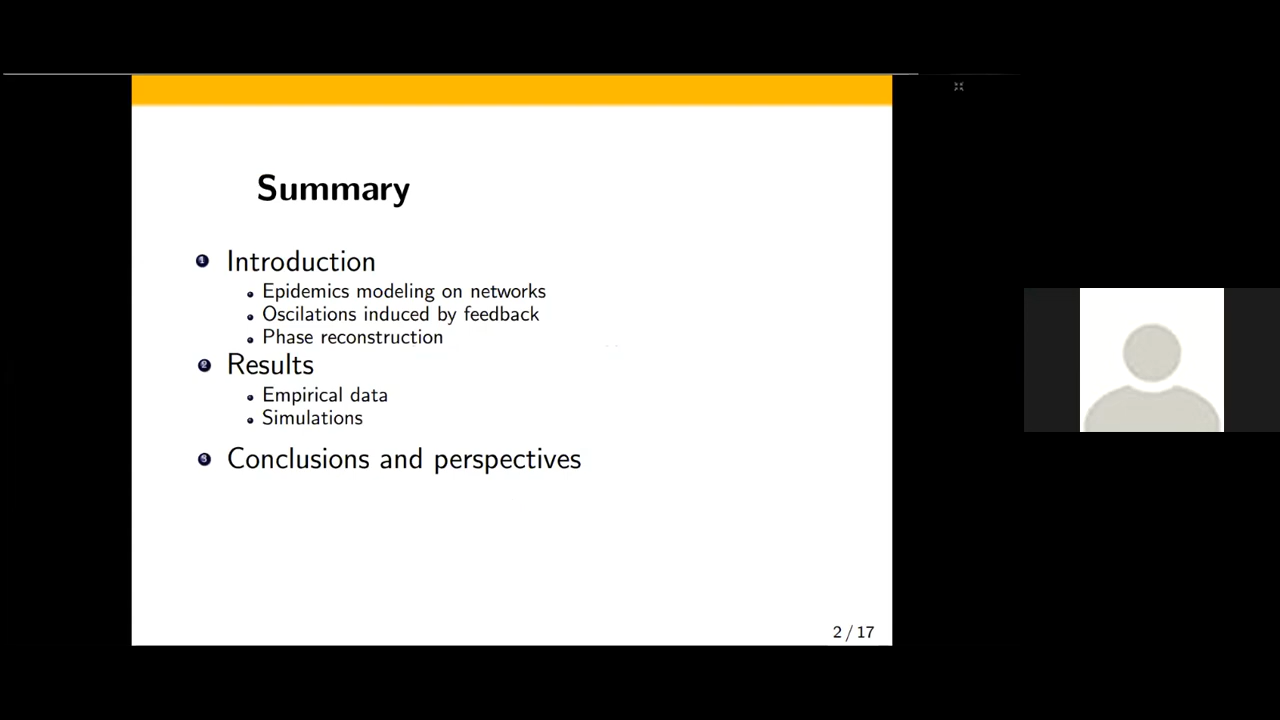 Summary
1 Introduction
Epidemics modeling on networks
Oscilations induced by feedback
Phase reconstruction
2 Results
Empirical data
Simulations
3 Conclusions and perspectives
2 / 17